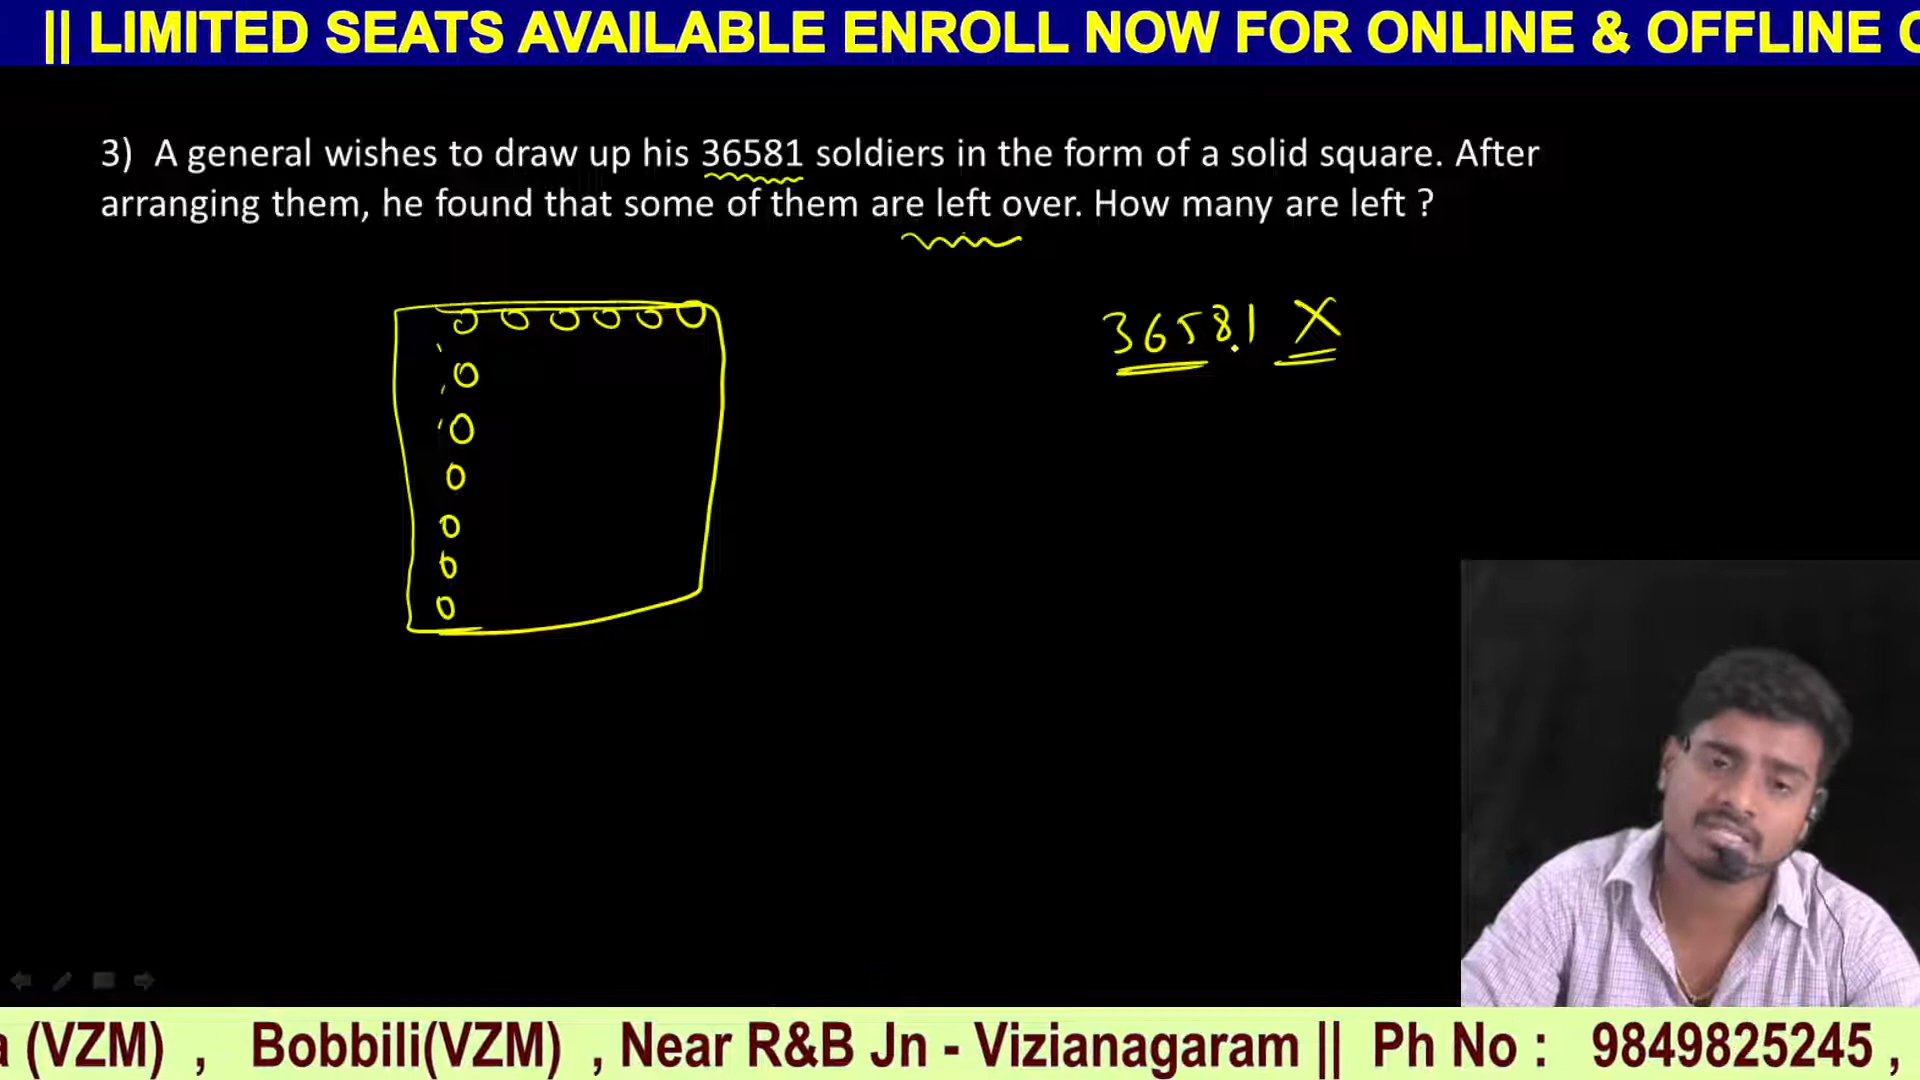 || LIMITED SEATS AVAILABLE ENROLL NOW FOR ONLINE & OFFLINE
3) A general wishes to draw up his 36581 soldiers in the form of a solid square. After
arranging them, he found that some of them are left over. How many are left ?
36581 X
(VZM) , Bobbili(VZM) , Near R&B Jn - Vizianagaram || Ph No : 9849825245 ,